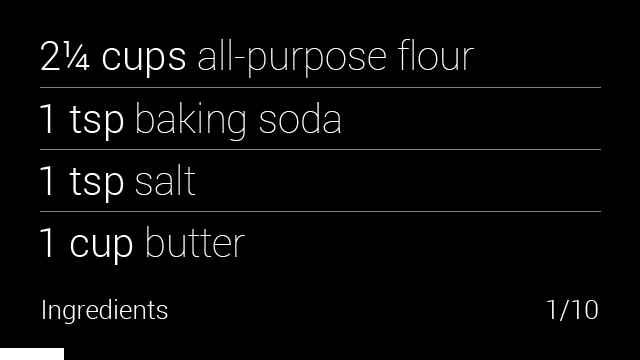 2¼ cups all-purpose flour
1 tsp baking soda
1 tsp salt
1 cup butter
Ingredients 1/10